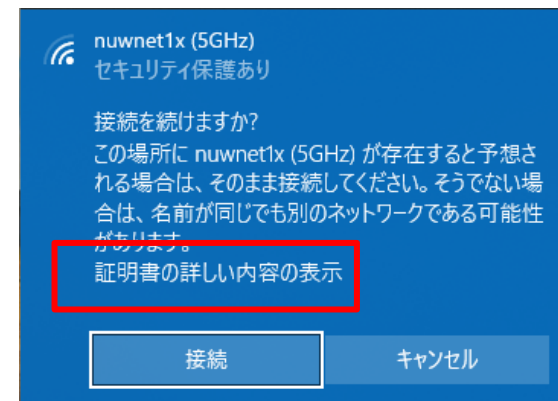 nuwnet1x (5GHz)
セキュリティ保護あり
接続を続けますか?
この場所に nuwnet1x (5GHz) が存在すると予想さ
れる場合は、そのまま接続してください。そうでない場
合は、名前が同じでも別のネットワークである可能性
があります。
証明書の詳しい内容の表示
接続
キャンセル